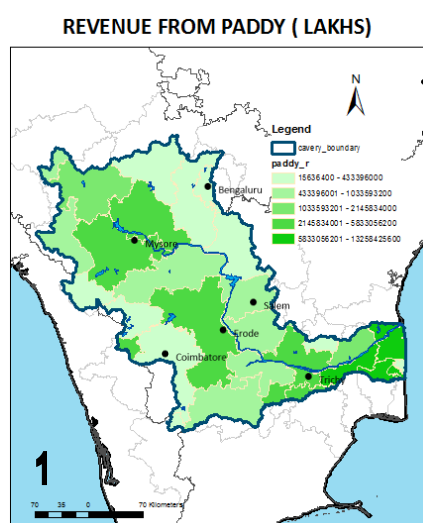 REVENUE FROM PADDY ( LAKHS)
N
Legend
cavery_boundary
paddy_r
15636400 - 433396000
433396001 - 1033593200
1033593201 - 2145834000
2145834001 - 5833056200
5833056201 - 13258425600
Bengaluru
Mysore
Salem
Erode
Coimbatore
Trichy
1
70 35 0 70 Kilometers